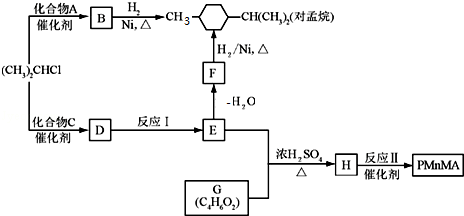 化合物A
催化剂
B
H₂
Ni,△
CH₃
CH(CH₃)₂(对孟烷)
H₂/Ni,△
(CH₃)₂CHCl
F
-H₂O
化合物C
催化剂
D
反应Ⅰ
E
浓H₂SO₄
△
H
反应Ⅱ
催化剂
PMnMA
G
(C₄H₆O₂)